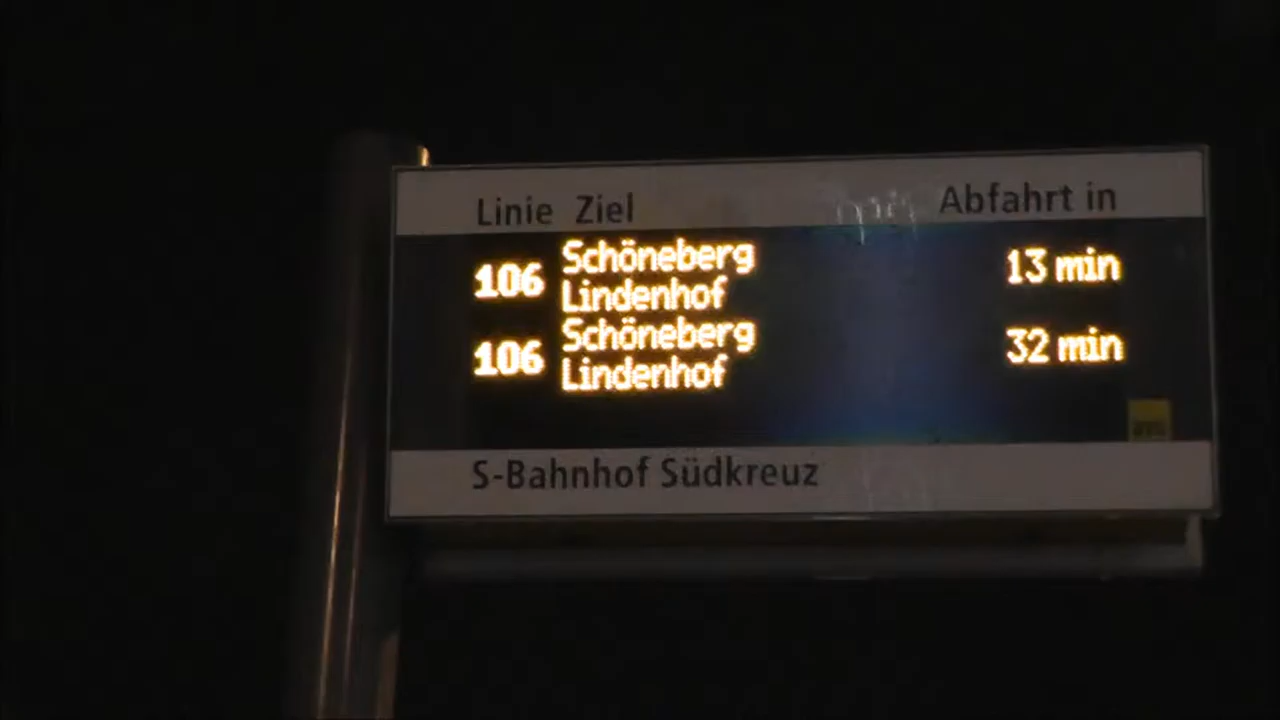 Linie Ziel Abfahrt in
106 Schöneberg Lindenhof 13 min
106 Schöneberg Lindenhof 32 min
S-Bahnhof Südkreuz